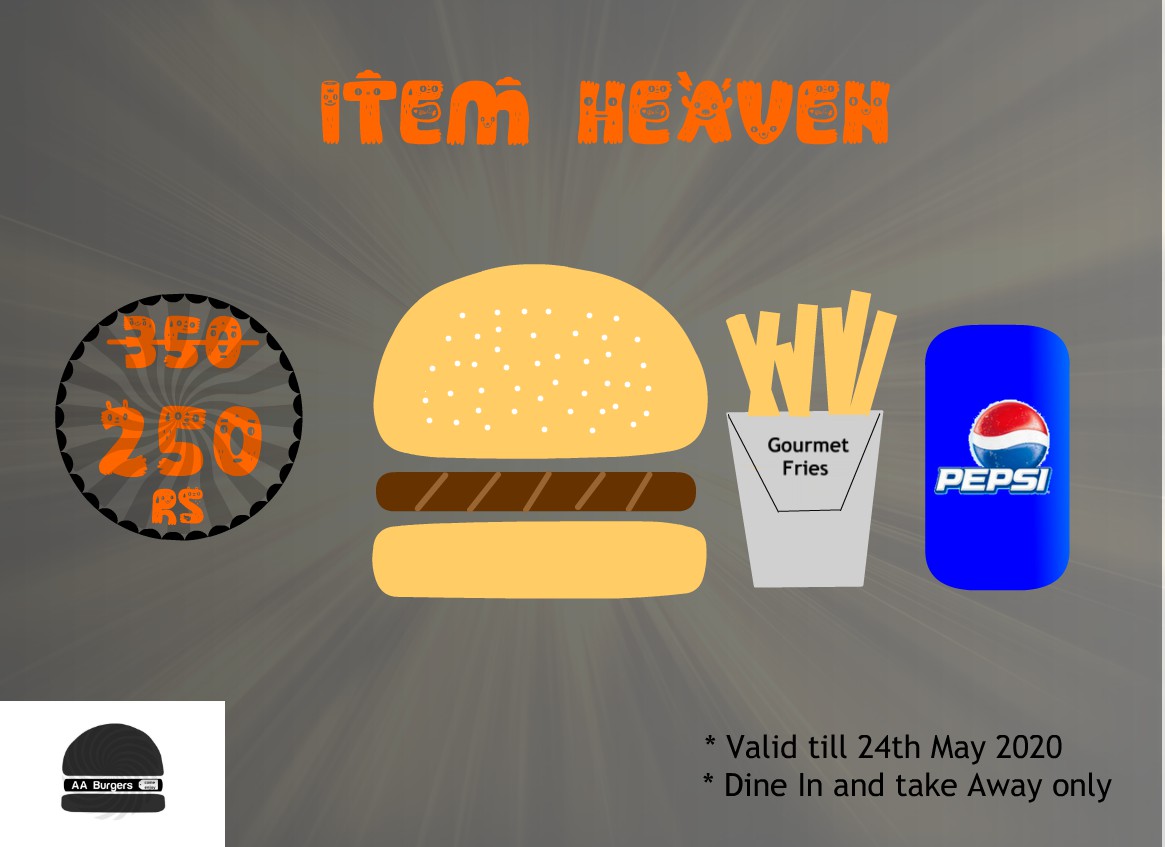 ITEM HEAVEN
350
250
RS
Gourmet
Fries
PEPSI
AA Burgers
* Valid till 24th May 2020
* Dine In and take Away only